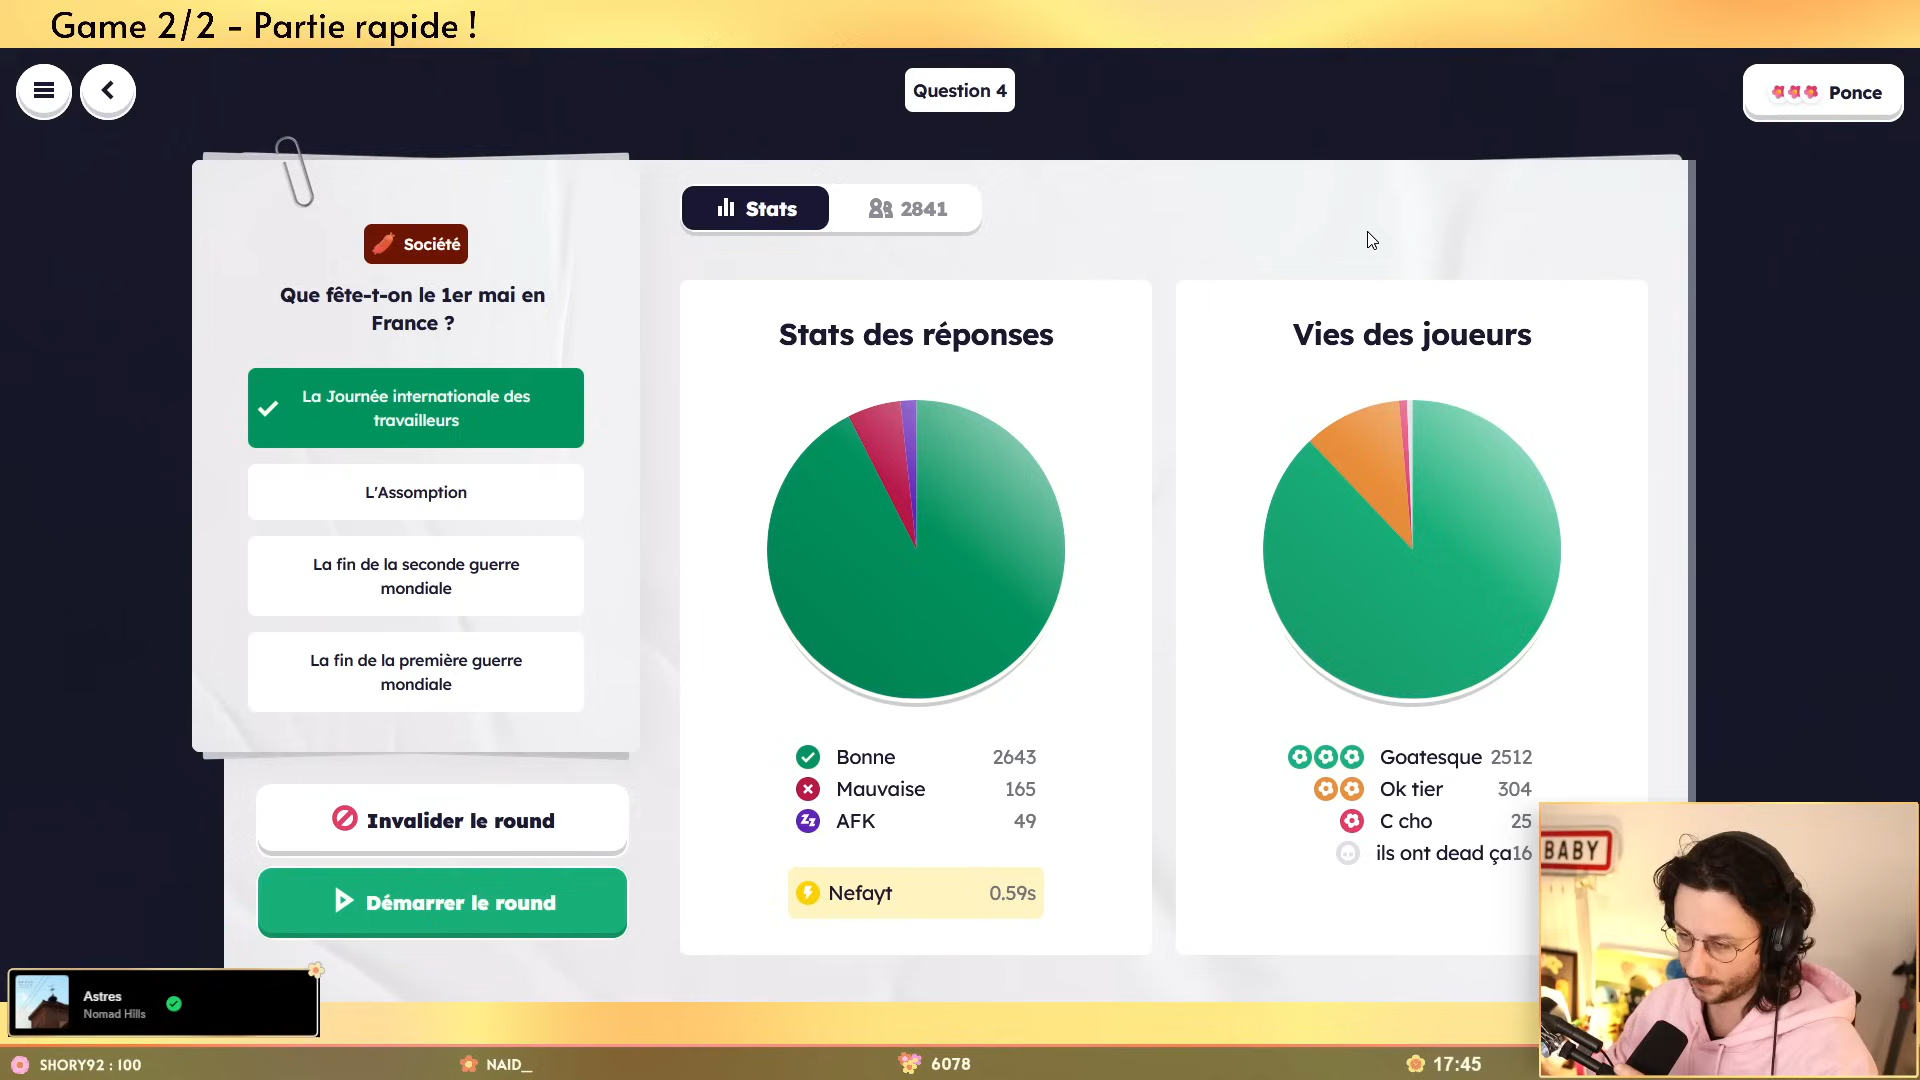 Game 2/2 - Partie rapide !
Question 4
Ponce
Société
Que fête-t-on le 1er mai en
France ?
La Journée internationale des
travailleurs
L'Assomption
La fin de la seconde guerre
mondiale
La fin de la première guerre
mondiale
Invalider le round
Démarrer le round
Stats
2841
Stats des réponses
Bonne 2643
Mauvaise 165
AFK 49
Nefayt 0.59s
Vies des joueurs
Goatesque 2512
Ok tier 304
C cho 25
ils ont dead ça16
BABY
Astres
Nomad Hills
SHORY92 : 100
NAID_
6078
17:45